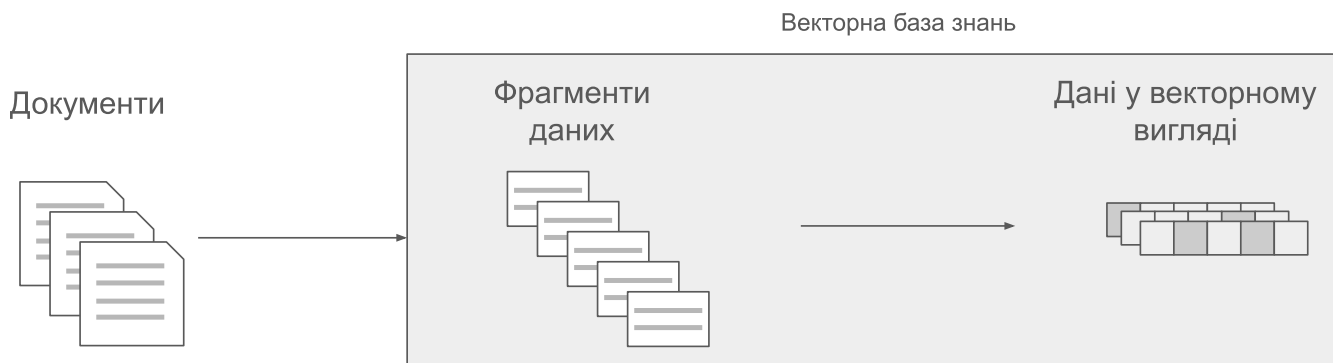 Векторна база знань
Документи
Фрагменти
даних
Дані у векторному
вигляді